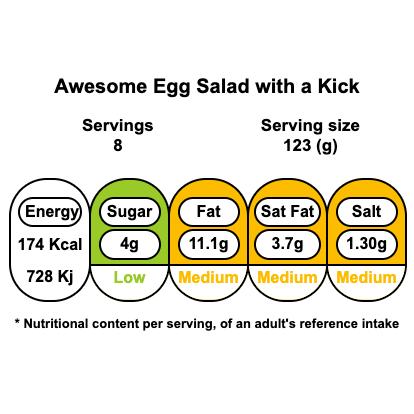 Awesome Egg Salad with a Kick
Servings Serving size
8 123 (g)
Energy Sugar Fat Sat Fat Salt
174 Kcal 4g 11.1g 3.7g 1.30g
728 Kj Low Medium Medium Medium
* Nutritional content per serving, of an adult's reference intake